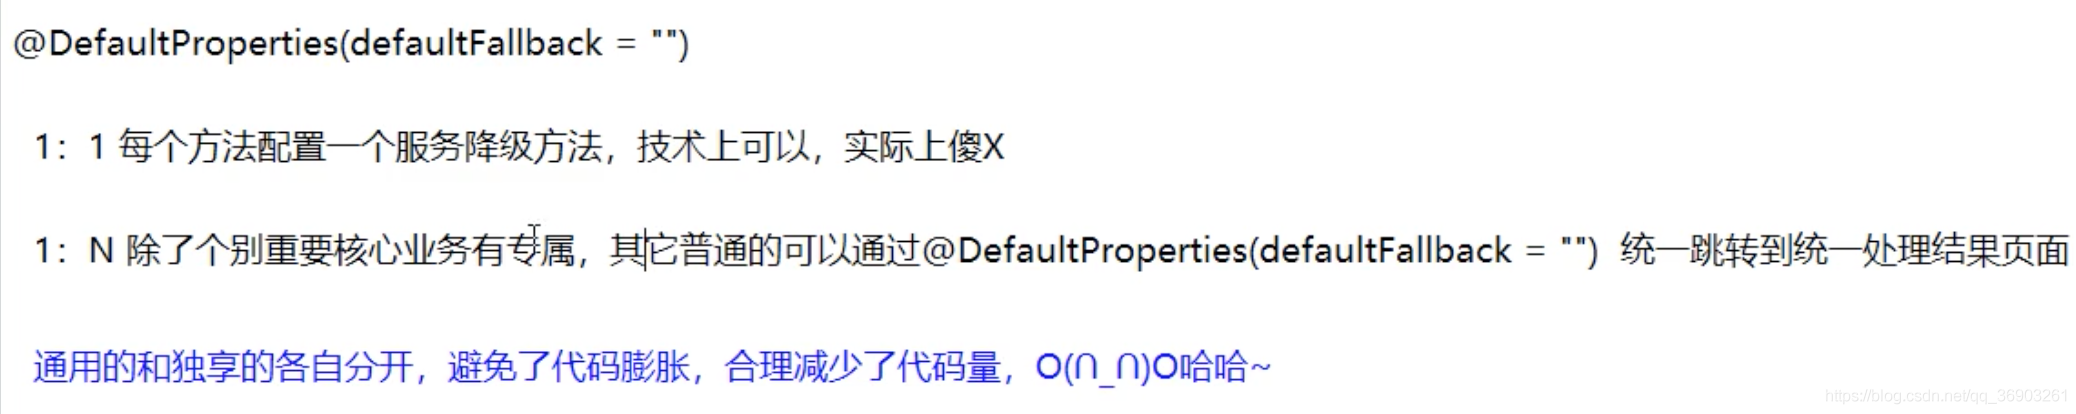 @DefaultProperties(defaultFallback = "")
1：1 每个方法配置一个服务降级方法，技术上可以，实际上傻X
1：N 除了个别重要核心业务有专属，其它普通的可以通过@DefaultProperties(defaultFallback = "") 统一跳转到统一处理结果页面
通用的和独享的各自分开，避免了代码膨胀，合理减少了代码量，O(∩_∩)O哈哈~
https://blog.csdn.net/qq_36903261